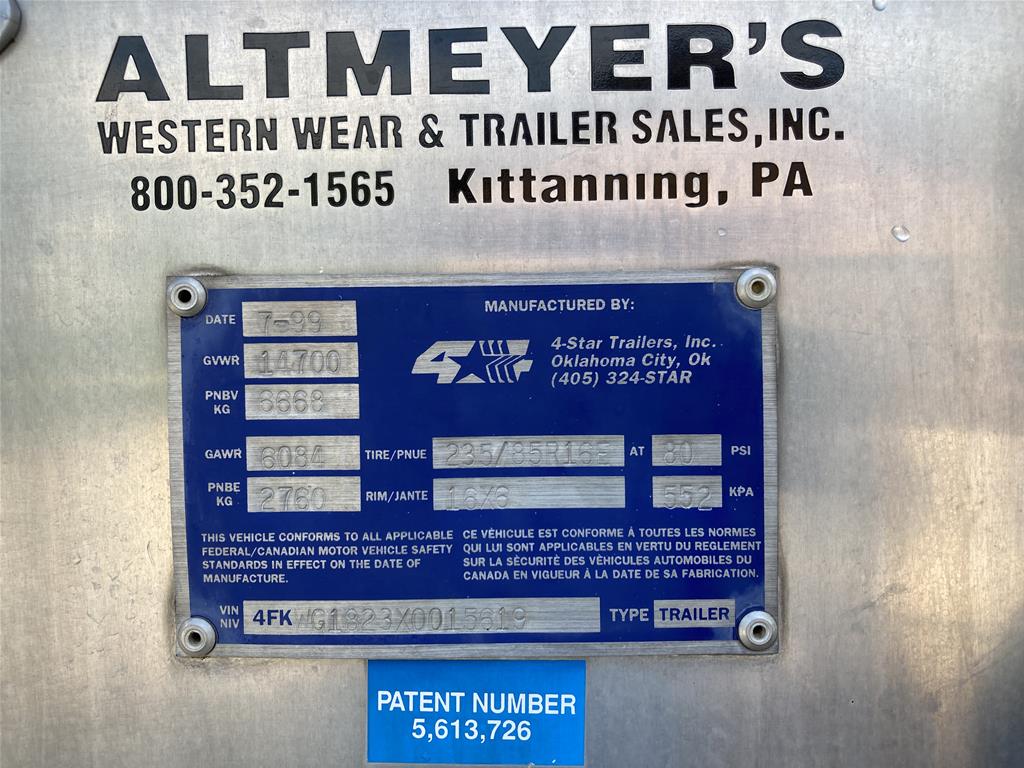 ALTMEYER'S
WESTERN WEAR & TRAILER SALES, INC.
800-352-1565 Kittanning, PA
MANUFACTURED BY:
4-Star Trailers, Inc.
Oklahoma City, Ok
(405) 324-STAR
DATE 7-99
GVWR 14700
PNBV KG 6668
GAWR 6084 TIRE/PNUE 235/85R16E AT 80 PSI
PNBE KG 2760 RIM/JANTE 16X6 552 KPA
THIS VEHICLE CONFORMS TO ALL APPLICABLE
FEDERAL/CANADIAN MOTOR VEHICLE SAFETY
STANDARDS IN EFFECT ON THE DATE OF
MANUFACTURE.
CE VÉHICULE EST CONFORME À TOUTES LES NORMES
QUI LUI SONT APPLICABLES EN VERTU DU REGLEMENT
SUR LA SÈCURITÉ DES VÉHICULES AUTOMOBILES DU
CANADA EN VIGUEUR À LA DATE DE SA FABRICATION.
VIN NIV 4FKWG1823X0015619 TYPE TRAILER
PATENT NUMBER
5,613,726